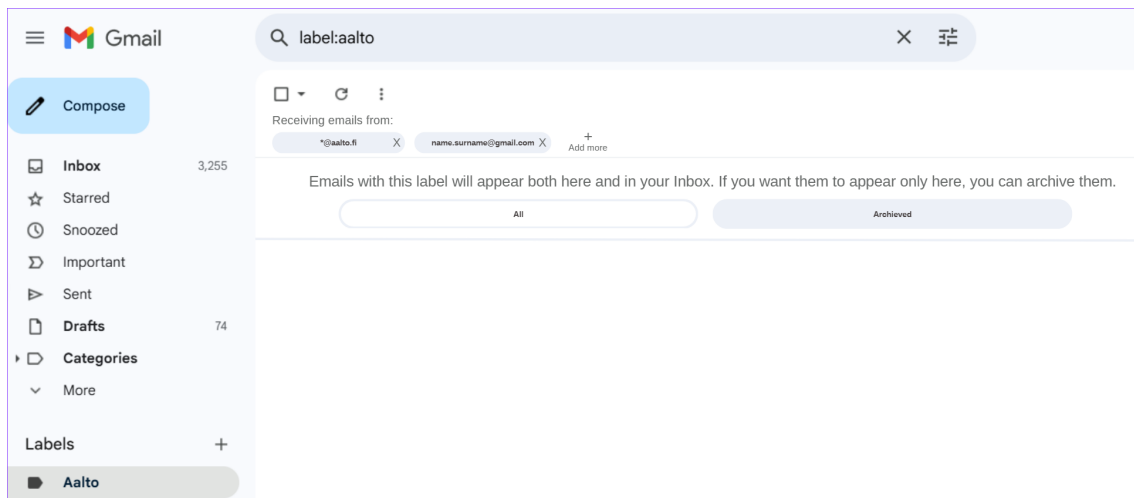 Gmail
label:aalto
Compose
Receiving emails from:
*@aalto.fi X name.surname@gmail.com X + Add more
Inbox 3,255
Emails with this label will appear both here and in your Inbox. If you want them to appear only here, you can archive them.
Starred
All Archieved
Snoozed
Important
Sent
Drafts 74
Categories
More
Labels +
Aalto